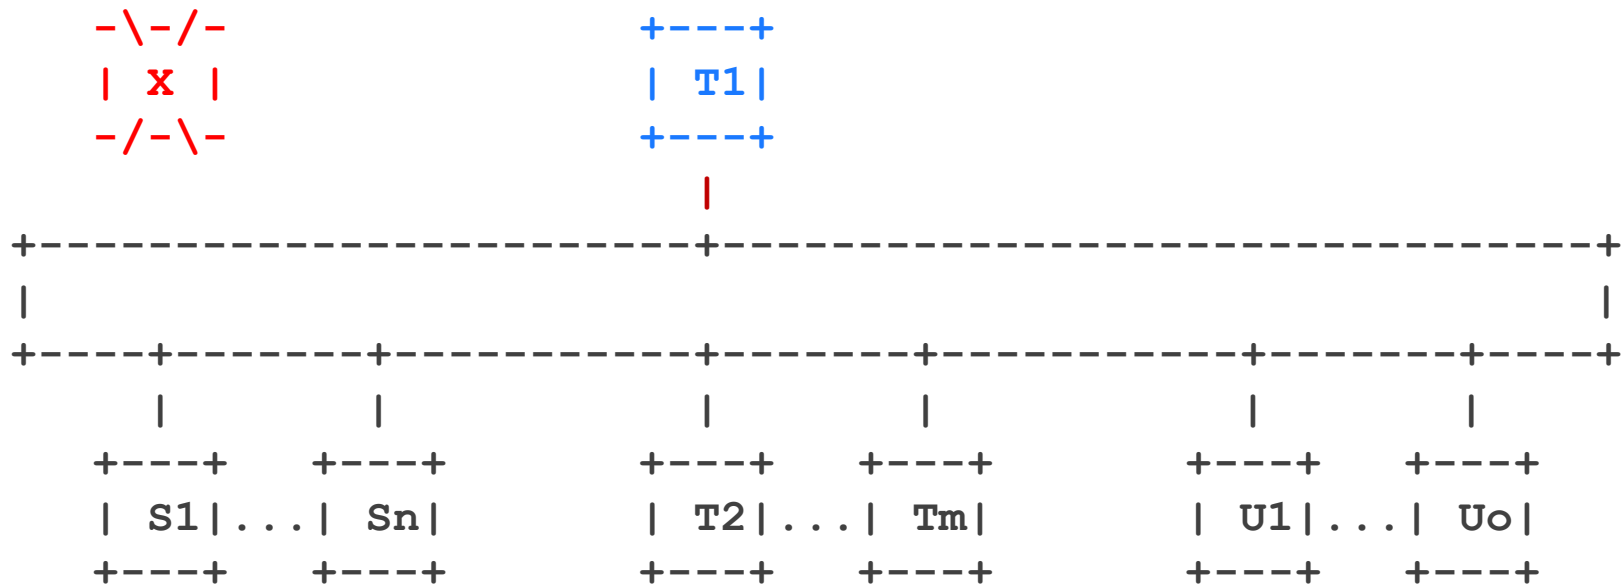 -\-/-               +---+
   | X |               | T1|
   -/-\-               +---+
                         |
+------------------------+--------------------------------+
|                                                         |
+----+-------+-----------+-------+-----------+-------+----+
     |       |           |       |           |       |
   +---+   +---+       +---+   +---+       +---+   +---+
   | S1|...| Sn|       | T2|...| Tm|       | U1|...| Uo|
   +---+   +---+       +---+   +---+       +---+   +---+